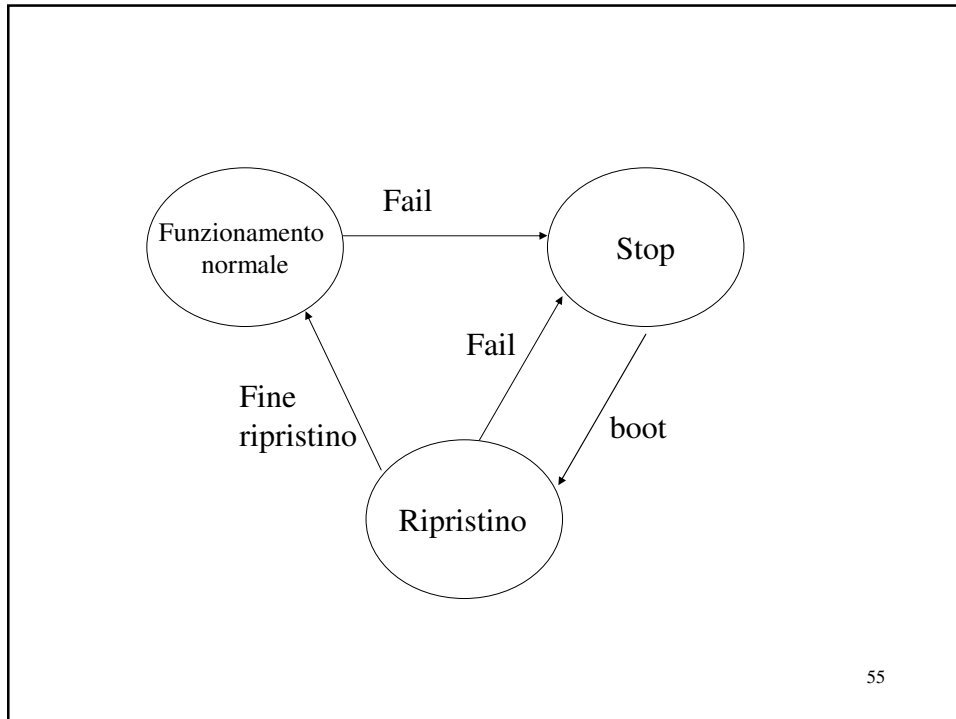 Fail
Funzionamento
normale
Stop
Fail
Fine
ripristino
boot
Ripristino
55